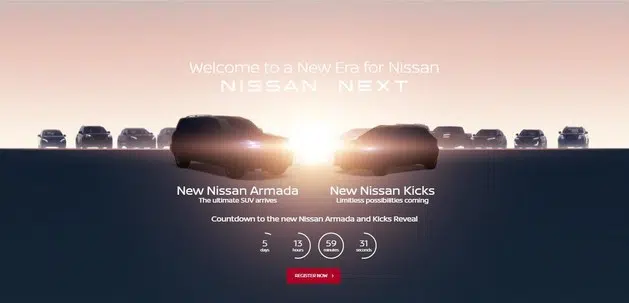 Welcome to a New Era for Nissan
NISSAN NEXT
New Nissan Armada
The ultimate SUV arrives
New Nissan Kicks
Limitless possibilities coming
Countdown to the new Nissan Armada and Kicks Reveal
5 days
13 hours
59 minutes
31 seconds
REGISTER NOW >